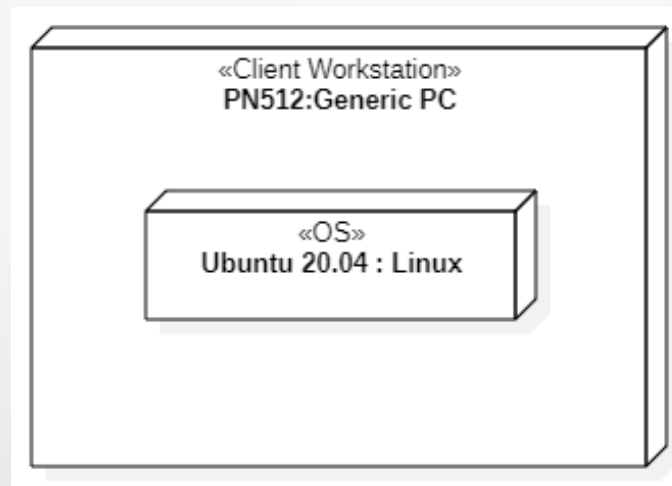 «Client Workstation»
PN512:Generic PC
«OS»
Ubuntu 20.04 : Linux